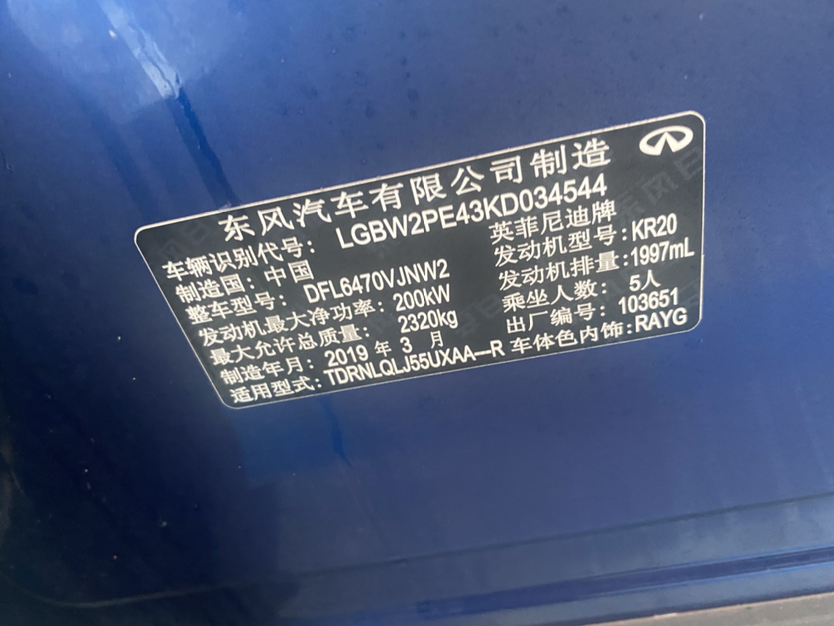 东风汽车有限公司制造
车辆识别代号: LGBW2PE43KD034544
制造国: 中国 英菲尼迪牌
整车型号: DFL6470VJNW2 发动机型号:KR20
发动机最大净功率: 200kW 发动机排量:1997mL
最大允许总质量: 2320kg 乘坐人数: 5人
制造年月: 2019 年 3 月 出厂编号: 103651
适用型式:TDRNLQLJ55UXAA—R 车体色内饰:RAYG